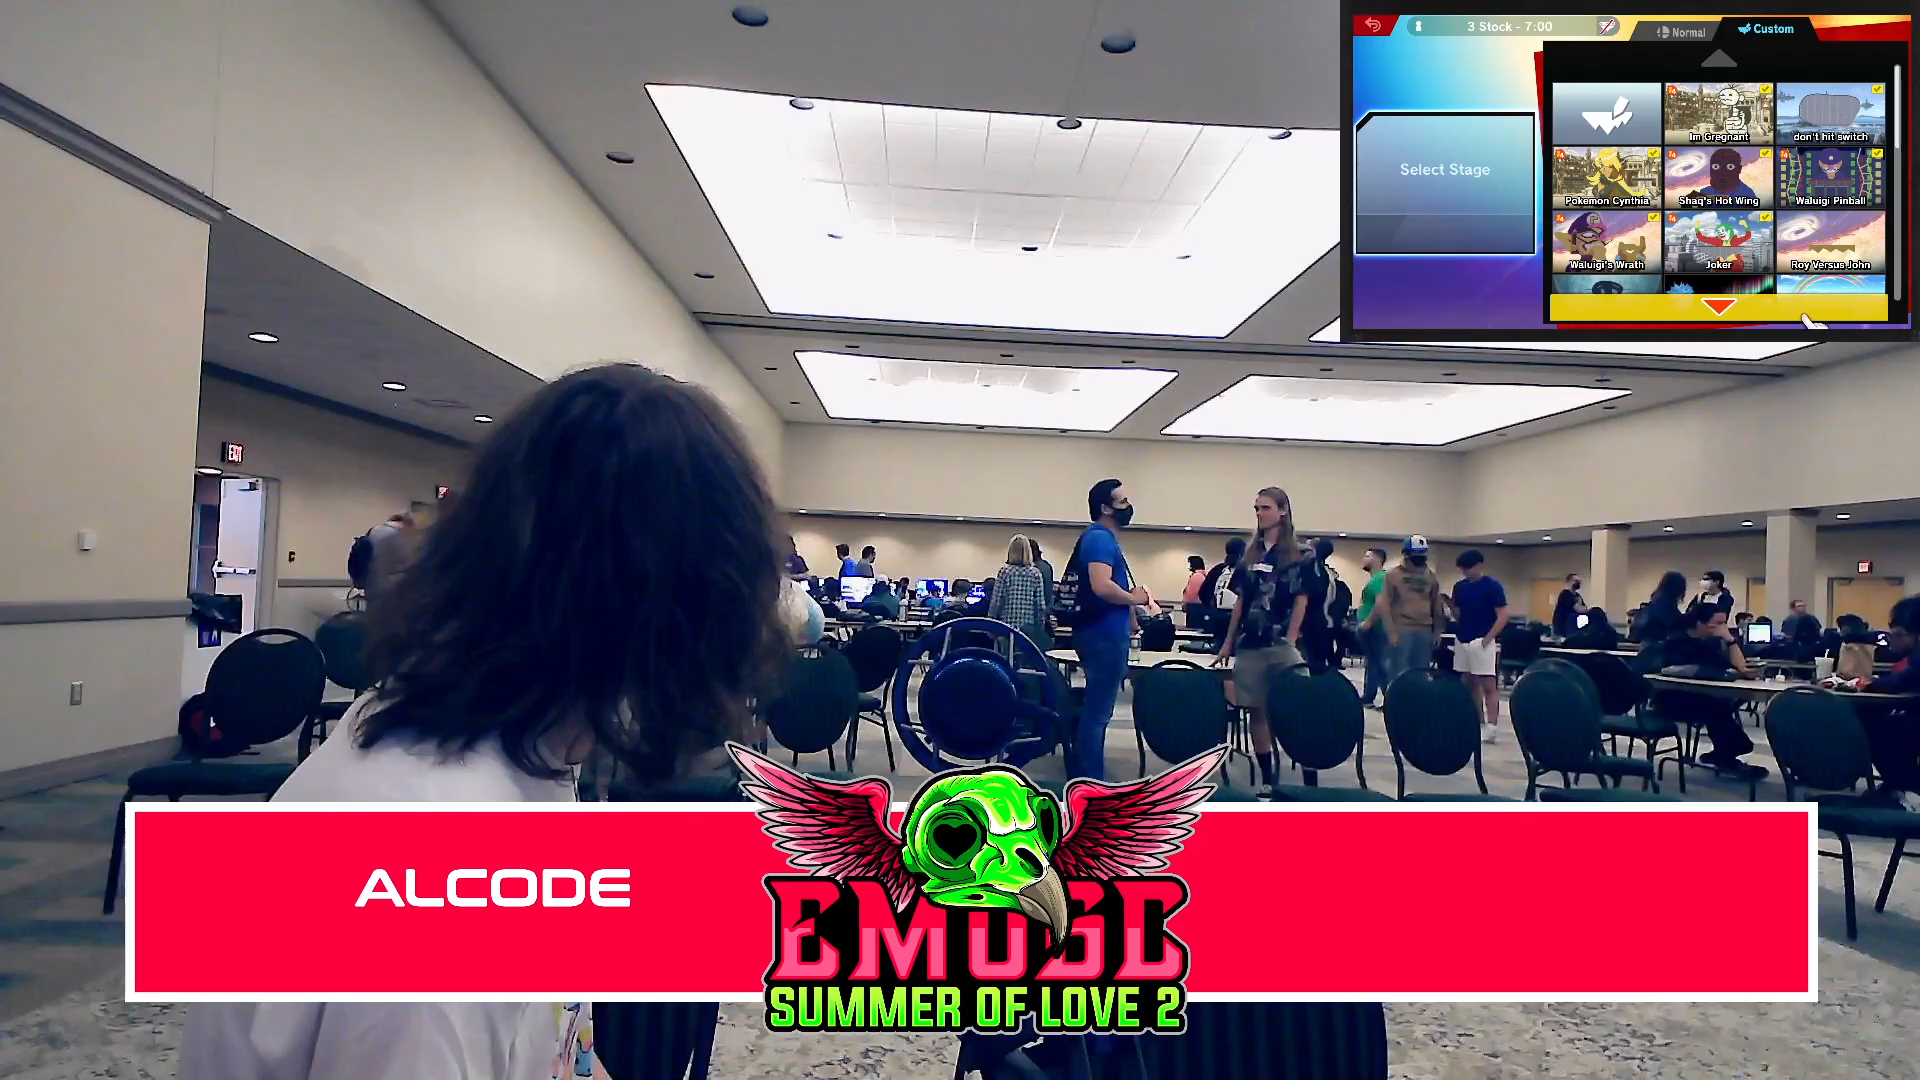 3 Stock - 7:00
Normal
Custom
Select Stage
Im Gregnant
don't hit switch
Pokemon Cynthia
Shaq's Hot Wing
Waluigi Pinball
Waluigi's Wrath
Joker
Roy Versus John
EXIT
ALCODE
EMUGC
SUMMER OF LOVE 2